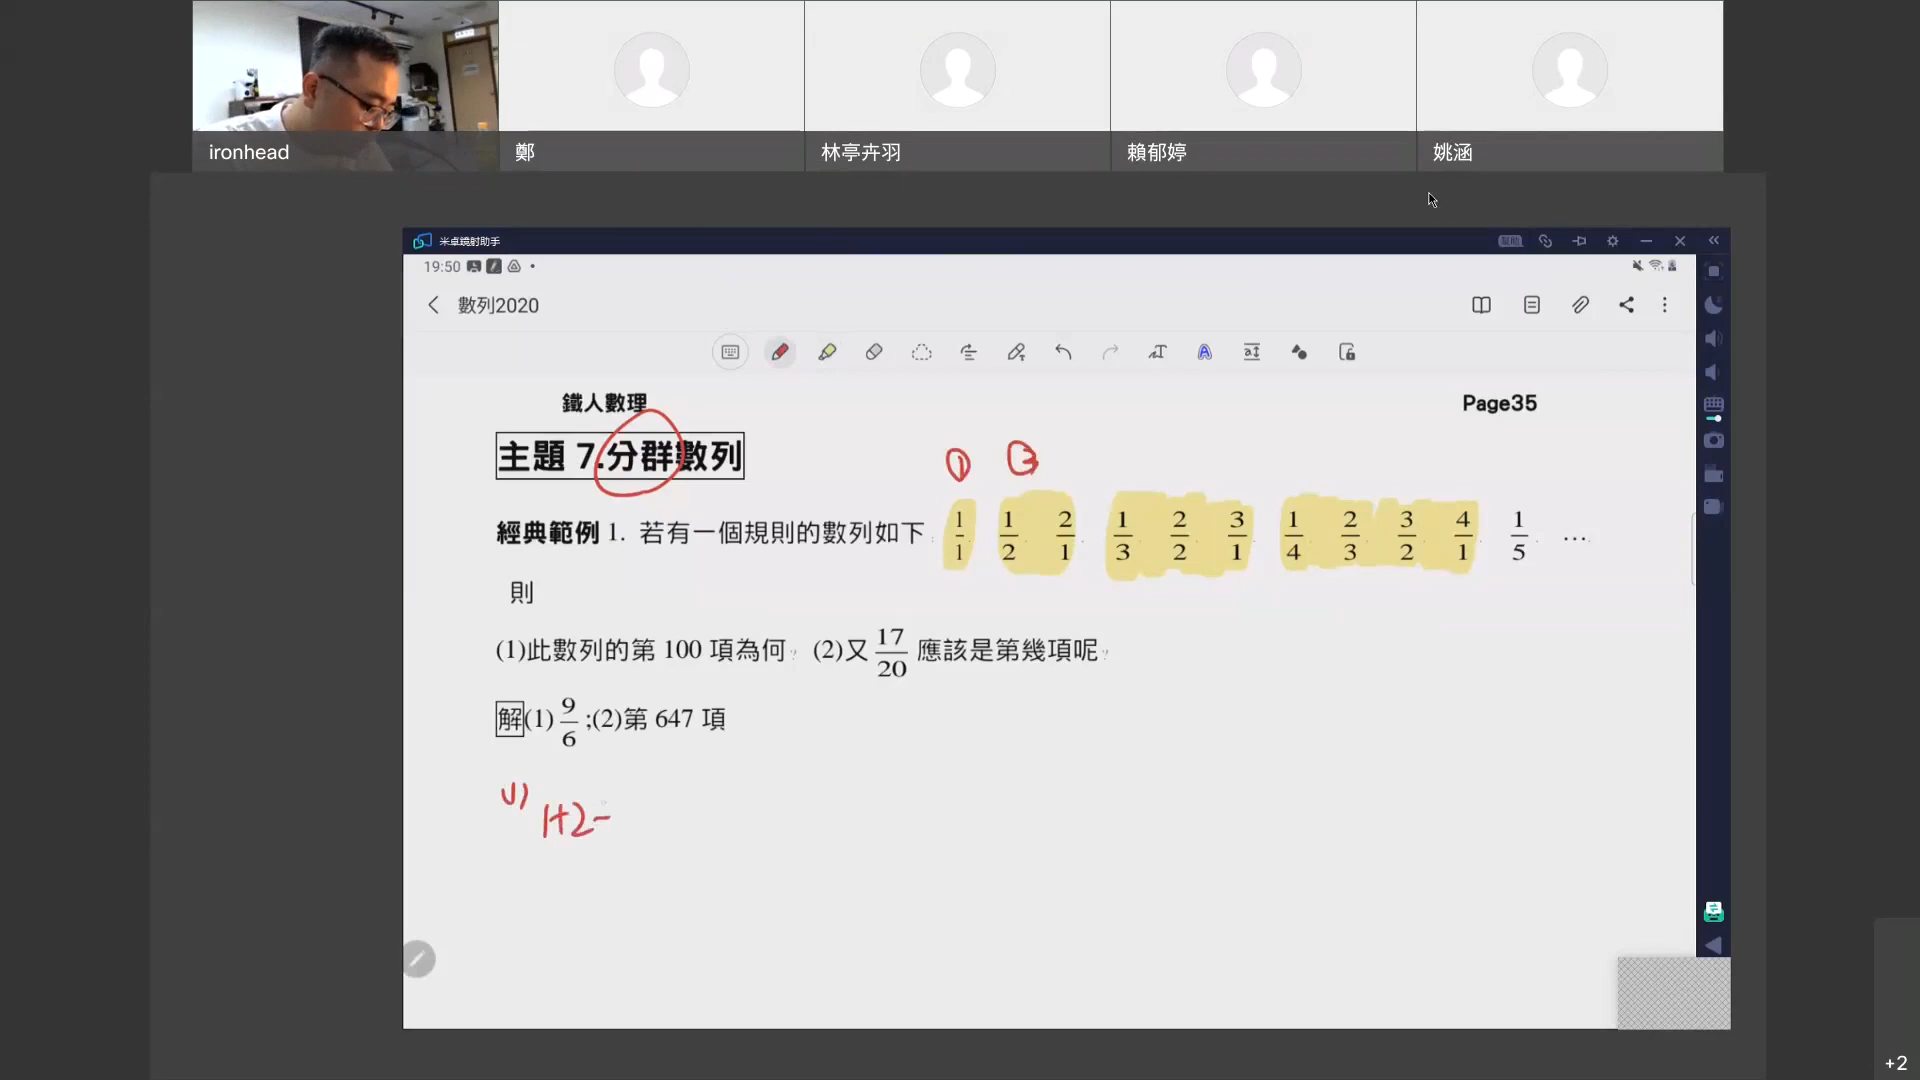 ironhead
鄭
林亭卉羽
賴郁婷
姚涵
米卓鏡射助手
19:50
數列2020
鐵人數理 Page35
主題 7.分群數列
① ②
經典範例 1. 若有一個規則的數列如下: 1/1, 1/2, 2/1, 1/3, 2/2, 3/1, 1/4, 2/3, 3/2, 4/1, 1/5, …
則
(1)此數列的第 100 項為何? (2)又 17/20 應該是第幾項呢?
解(1) 9/6 ;(2)第 647 項
(1)
1+2-
+2